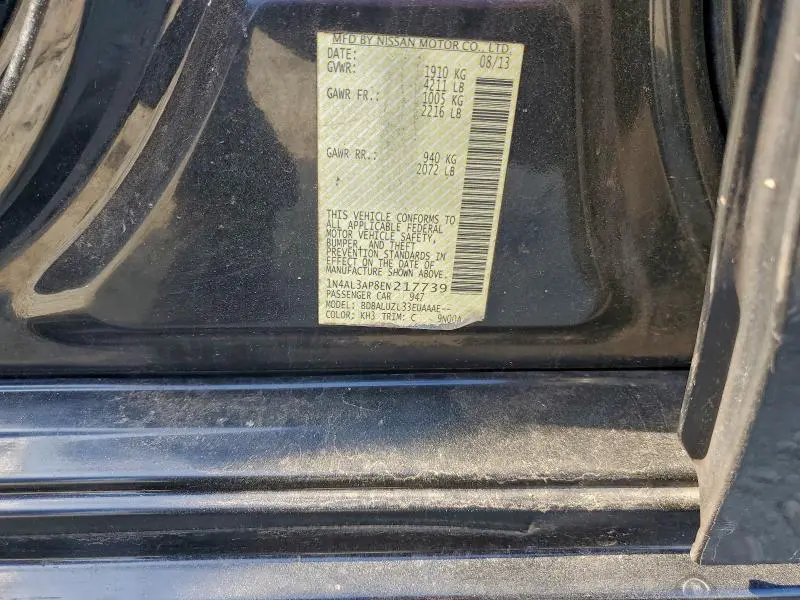 MFD BY NISSAN MOTOR CO., LTD.
DATE: 08/13
GVWR: 1910 KG
4211 LB
GAWR FR.: 1005 KG
2216 LB
GAWR RR.: 940 KG
2072 LB
THIS VEHICLE CONFORMS TO
ALL APPLICABLE FEDERAL
MOTOR VEHICLE SAFETY,
BUMPER, AND THEFT
PREVENTION STANDARDS IN
EFFECT ON THE DATE OF
MANUFACTURE SHOWN ABOVE.
1N4AL3AP8EN217739
PASSENGER CAR 947
MODEL: BDBALUZL33EUAAAE--
COLOR: KH3 TRIM: C 9N00A